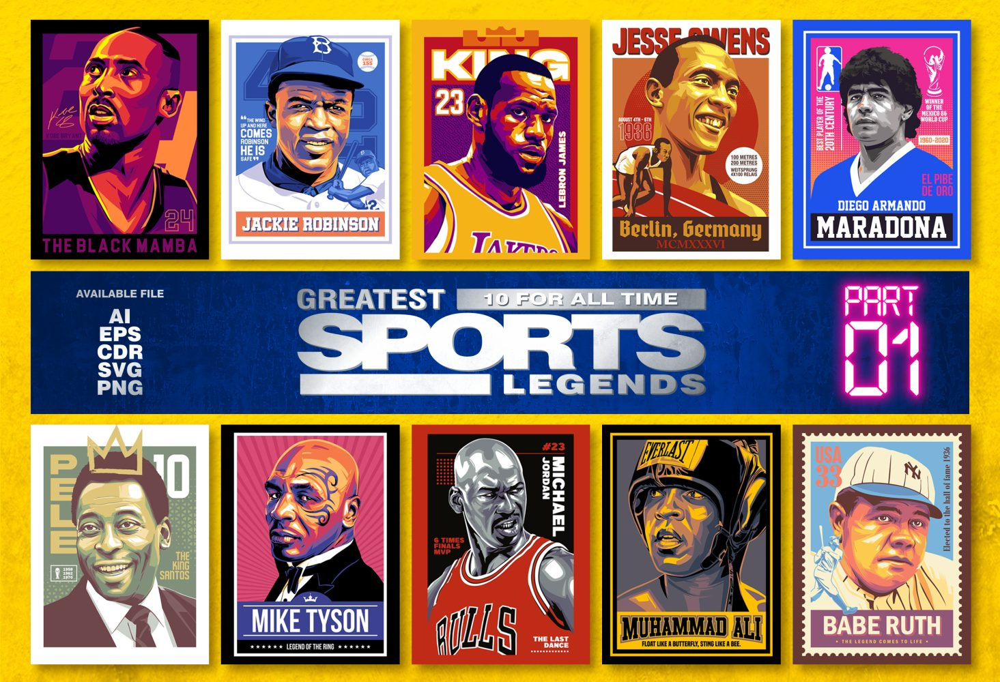 Kobe
KOBE BRYANT
24
THE BLACK MAMBA
B
CIRCA
155
42
❝ THE WIND
UP AND HERE
COMES
ROBINSON
HE IS
SAFE ❞
B
42
JACKIE ROBINSON
KING
23
LEBRON JAMES
LAKERS
JESSE OWENS
AUGUST 4TH - 6TH
1936
100 METRES
200 METRES
WEITSPRUNG
4X100 RELAIS
Berlin, Germany
MCMXXXVI
BEST PLAYER OF THE
20TH CENTURY
WINNER
OF THE
MEXICO 86
WORLD CUP
1960-2020
EL PIBE
DE ORO
DIEGO ARMANDO
MARADONA
AVAILABLE FILE
AI
EPS
CDR
SVG
PNG
GREATEST
10 FOR ALL TIME
SPORTS
LEGENDS
PART
01
PELE
10
1958
1962
1970
THE
KING
SANTOS
MIKE TYSON
LEGEND OF THE RING
#23
MICHAEL
JORDAN
6 TIMES
FINALS
MVP
BULLS
THE LAST
DANCE
EVERLAST
MUHAMMAD ALI
FLOAT LIKE A BUTTERFLY, STING LIKE A BEE.
USA
33
NY
Elected to the hall of fame 1936
BABE RUTH
• THE LEGEND COMES TO LIFE •